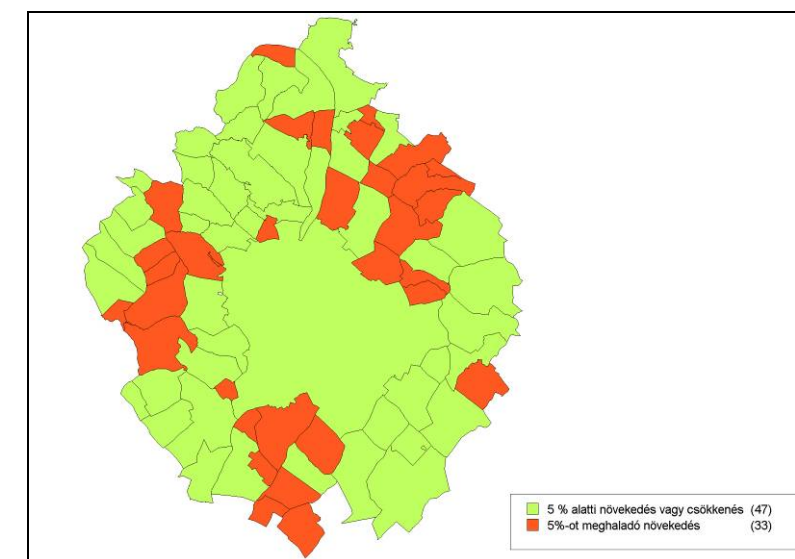 5 % alatti növekedés vagy csökkenés (47)
5%-ot meghaladó növekedés (33)